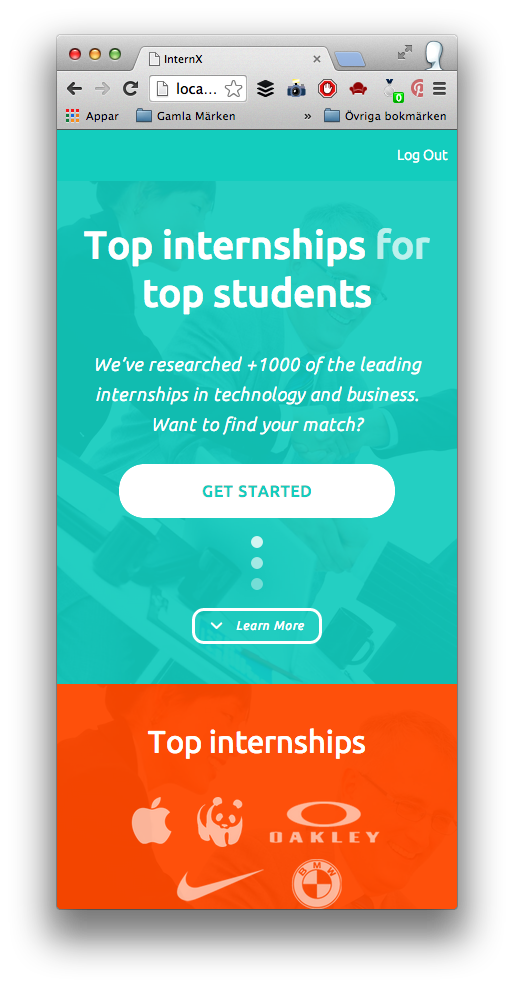 InternX
loca...
0
Appar
Gamla Märken
»
Övriga bokmärken
Log Out
Top internships for
top students
We've researched +1000 of the leading
internships in technology and business.
Want to find your match?
GET STARTED
Learn More
Top internships
OAKLEY
BMW